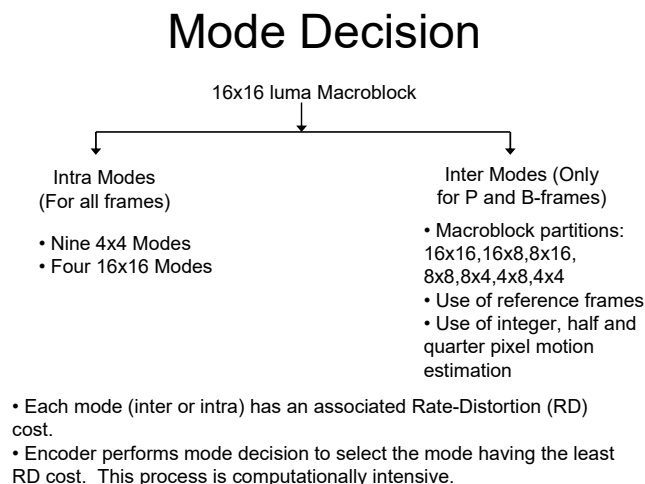 Mode Decision
16x16 luma Macroblock
Intra Modes
(For all frames)
• Nine 4x4 Modes
• Four 16x16 Modes
Inter Modes (Only
for P and B-frames)
• Macroblock partitions:
16x16,16x8,8x16,
8x8,8x4,4x8,4x4
• Use of reference frames
• Use of integer, half and
quarter pixel motion
estimation
• Each mode (inter or intra) has an associated Rate-Distortion (RD)
cost.
• Encoder performs mode decision to select the mode having the least
RD cost.  This process is computationally intensive.